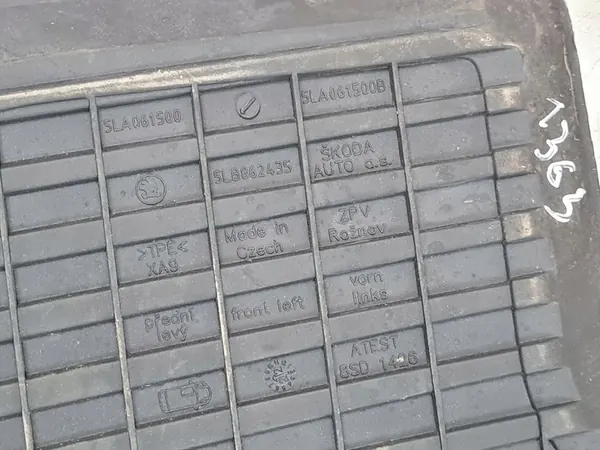 5LA061500
5LA061500B
5LB862435
ŠKODA
AUTO a.s.
>TPE<
XA9
Made in
Czech
ZPV
Rožnov
přední
levý
front left
vorn
links
ATEST
8SD 1426
1363